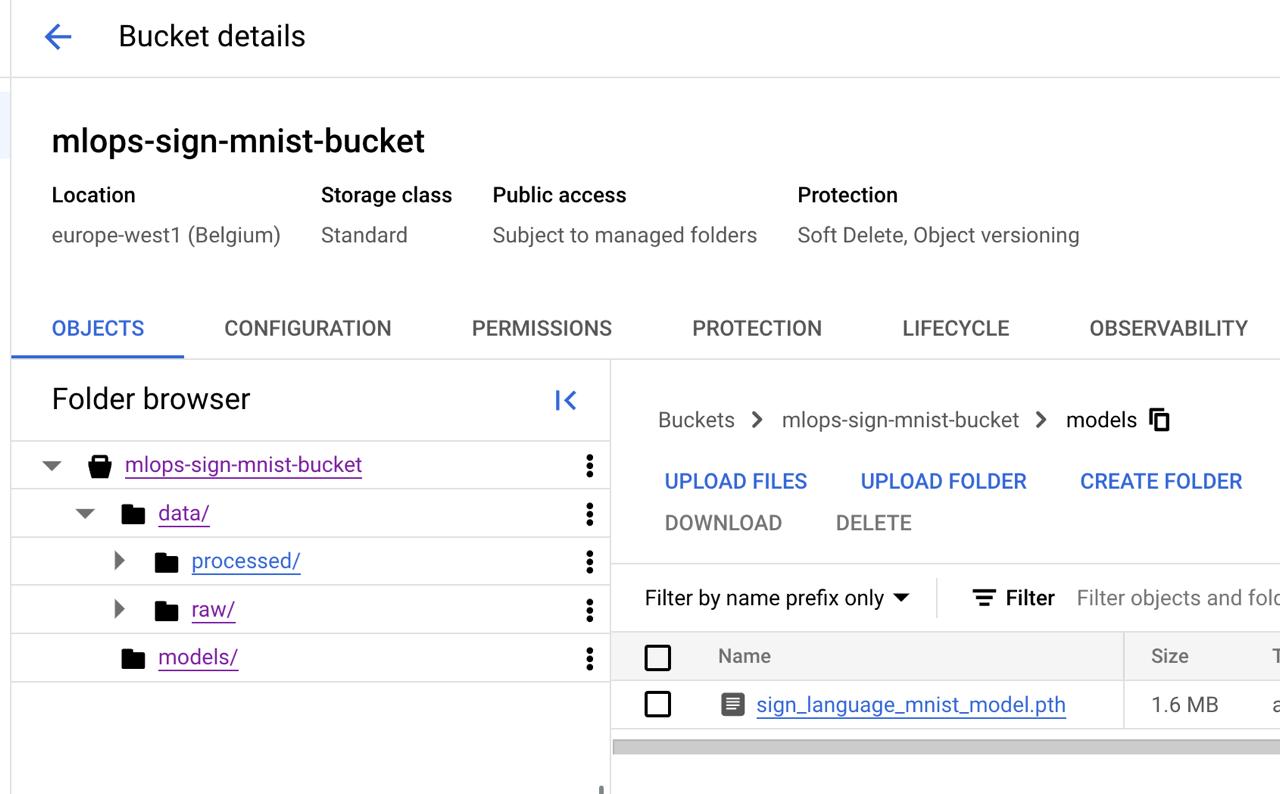 Bucket details
mlops-sign-mnist-bucket
Location Storage class Public access Protection
europe-west1 (Belgium) Standard Subject to managed folders Soft Delete, Object versioning
OBJECTS CONFIGURATION PERMISSIONS PROTECTION LIFECYCLE OBSERVABILITY
Folder browser
mlops-sign-mnist-bucket
data/
processed/
raw/
models/
Buckets mlops-sign-mnist-bucket models
UPLOAD FILES UPLOAD FOLDER CREATE FOLDER
DOWNLOAD DELETE
Filter by name prefix only Filter Filter objects and
Name Size
sign_language_mnist_model.pth 1.6 MB